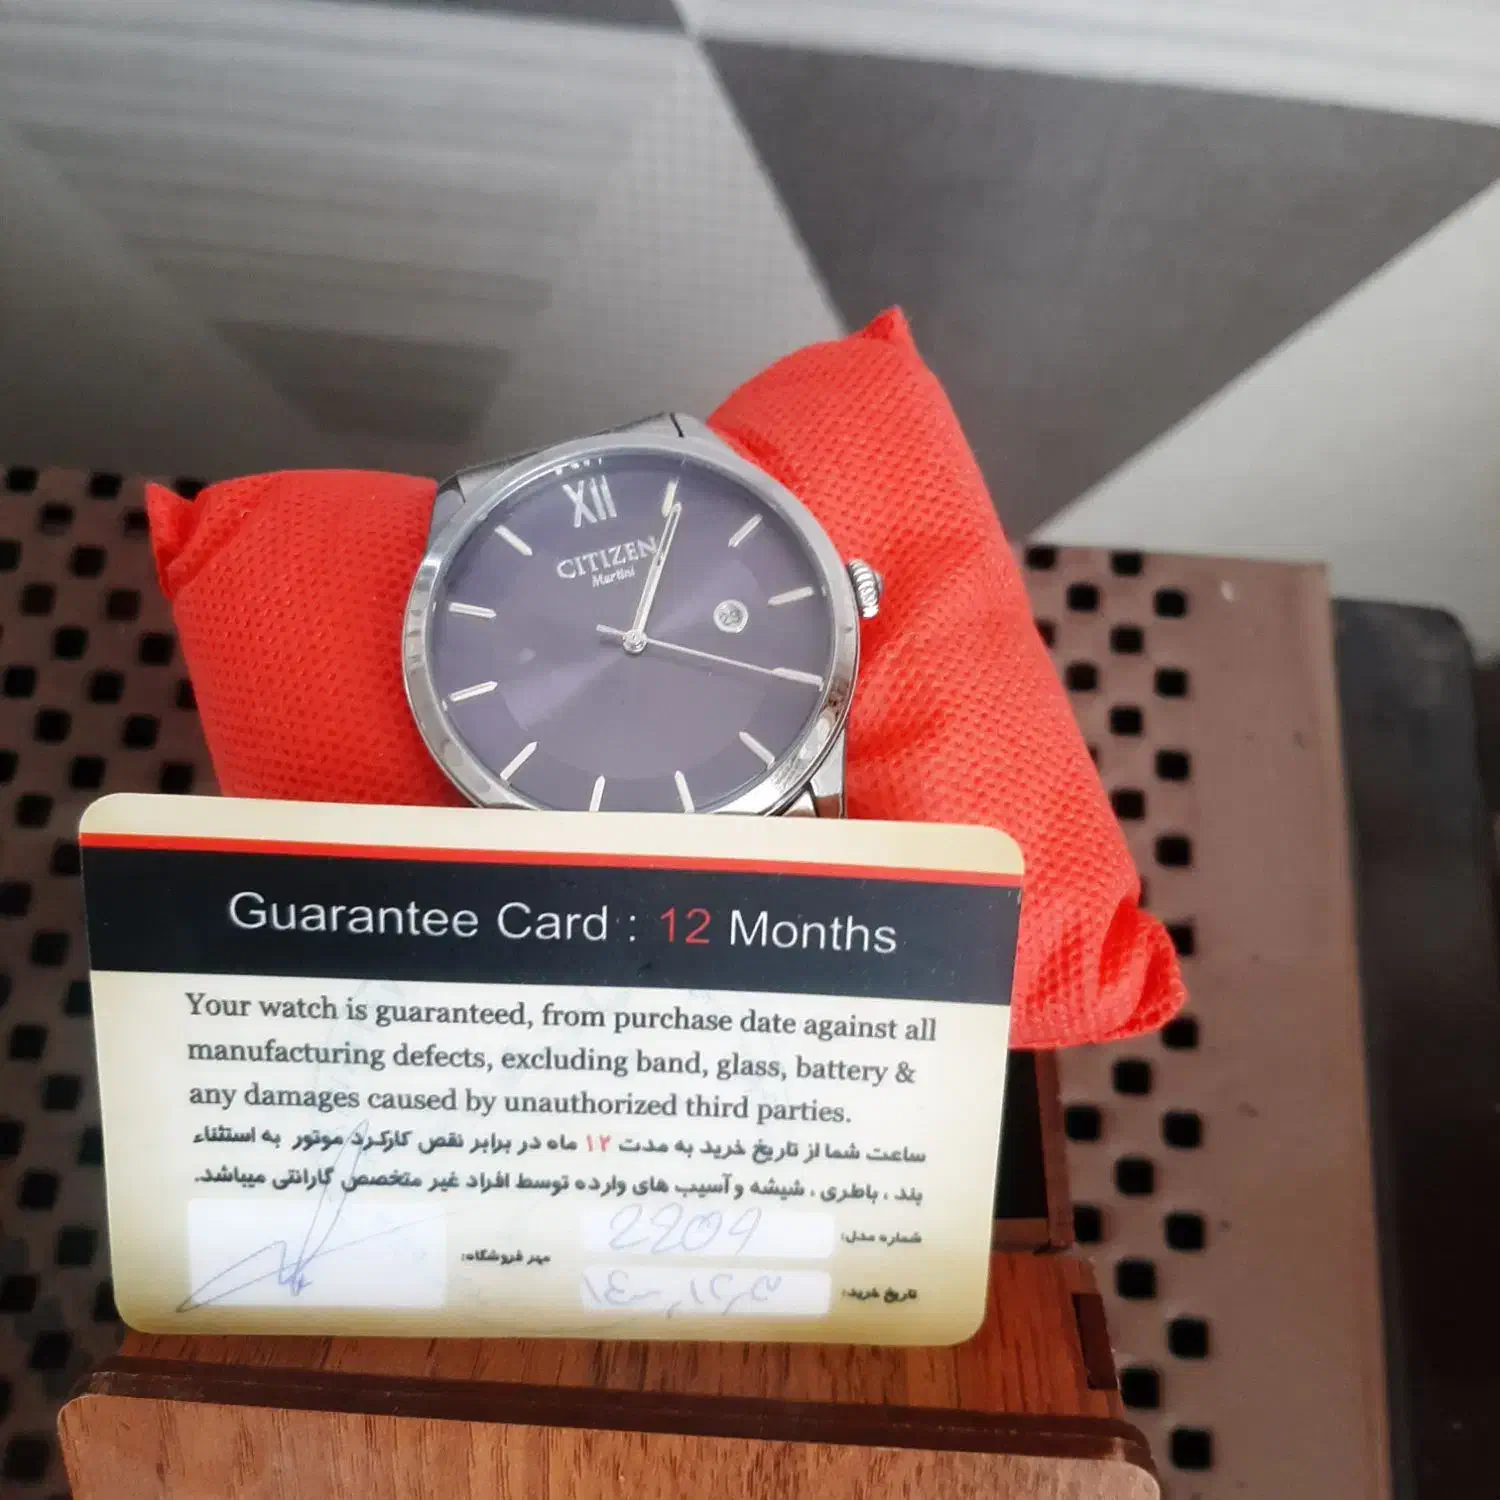 XII
CITIZEN
Martini
Guarantee Card : 12 Months
Your watch is guaranteed, from purchase date against all
manufacturing defects, excluding band, glass, battery &
any damages caused by unauthorized third parties.
ساعت شما از تاریخ خرید به مدت ۱۲ ماه در برابر نقص کارکرد موتور به استثناء
بند ، باطری ، شیشه و آسیب های وارده توسط افراد غیر متخصص گارانتی میباشد.
شماره مدل: 2209
مهر فروشگاه:
تاریخ خرید: